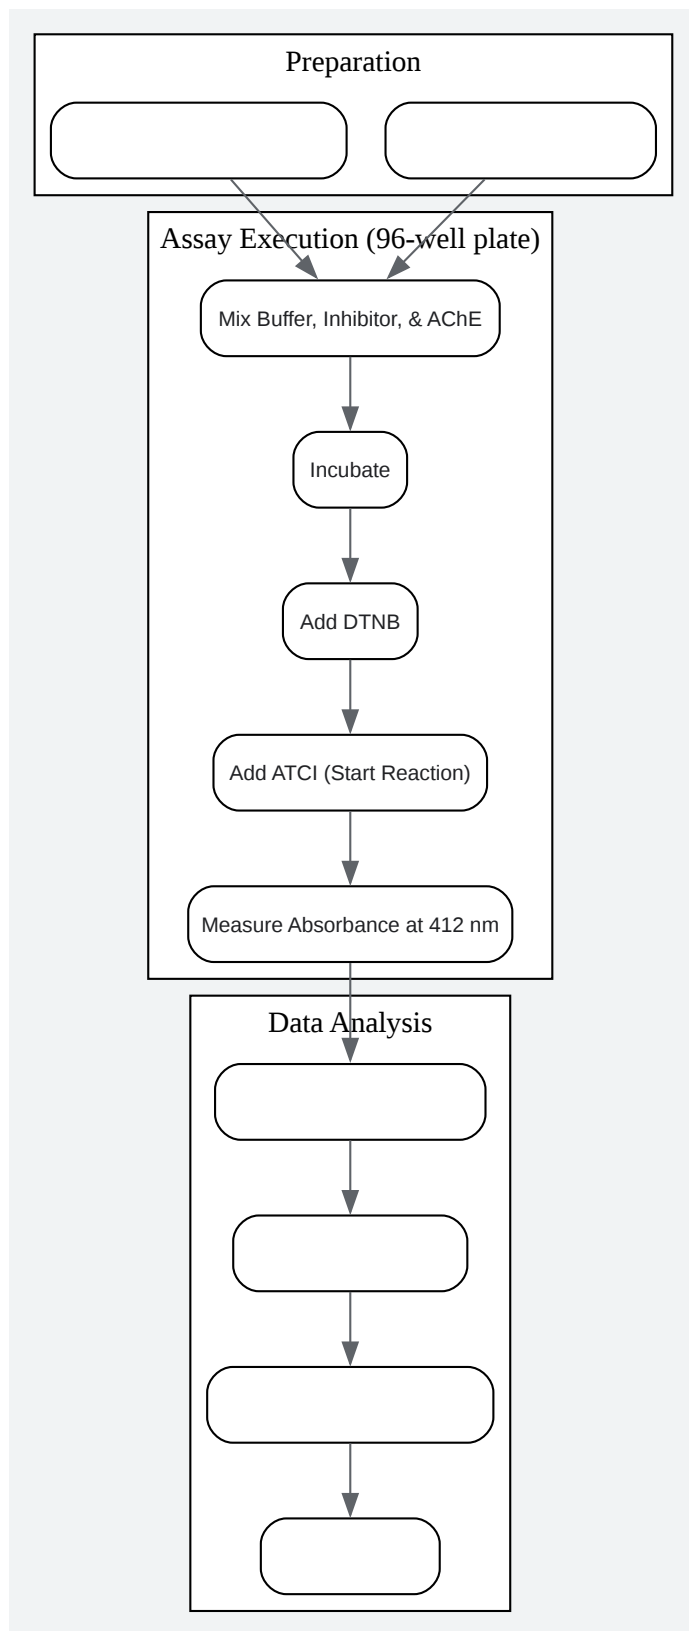 Preparation
Assay Execution (96-well plate)
Mix Buffer, Inhibitor, & AChE
Incubate
Add DTNB
Add ATCI (Start Reaction)
Measure Absorbance at 412 nm
Data Analysis